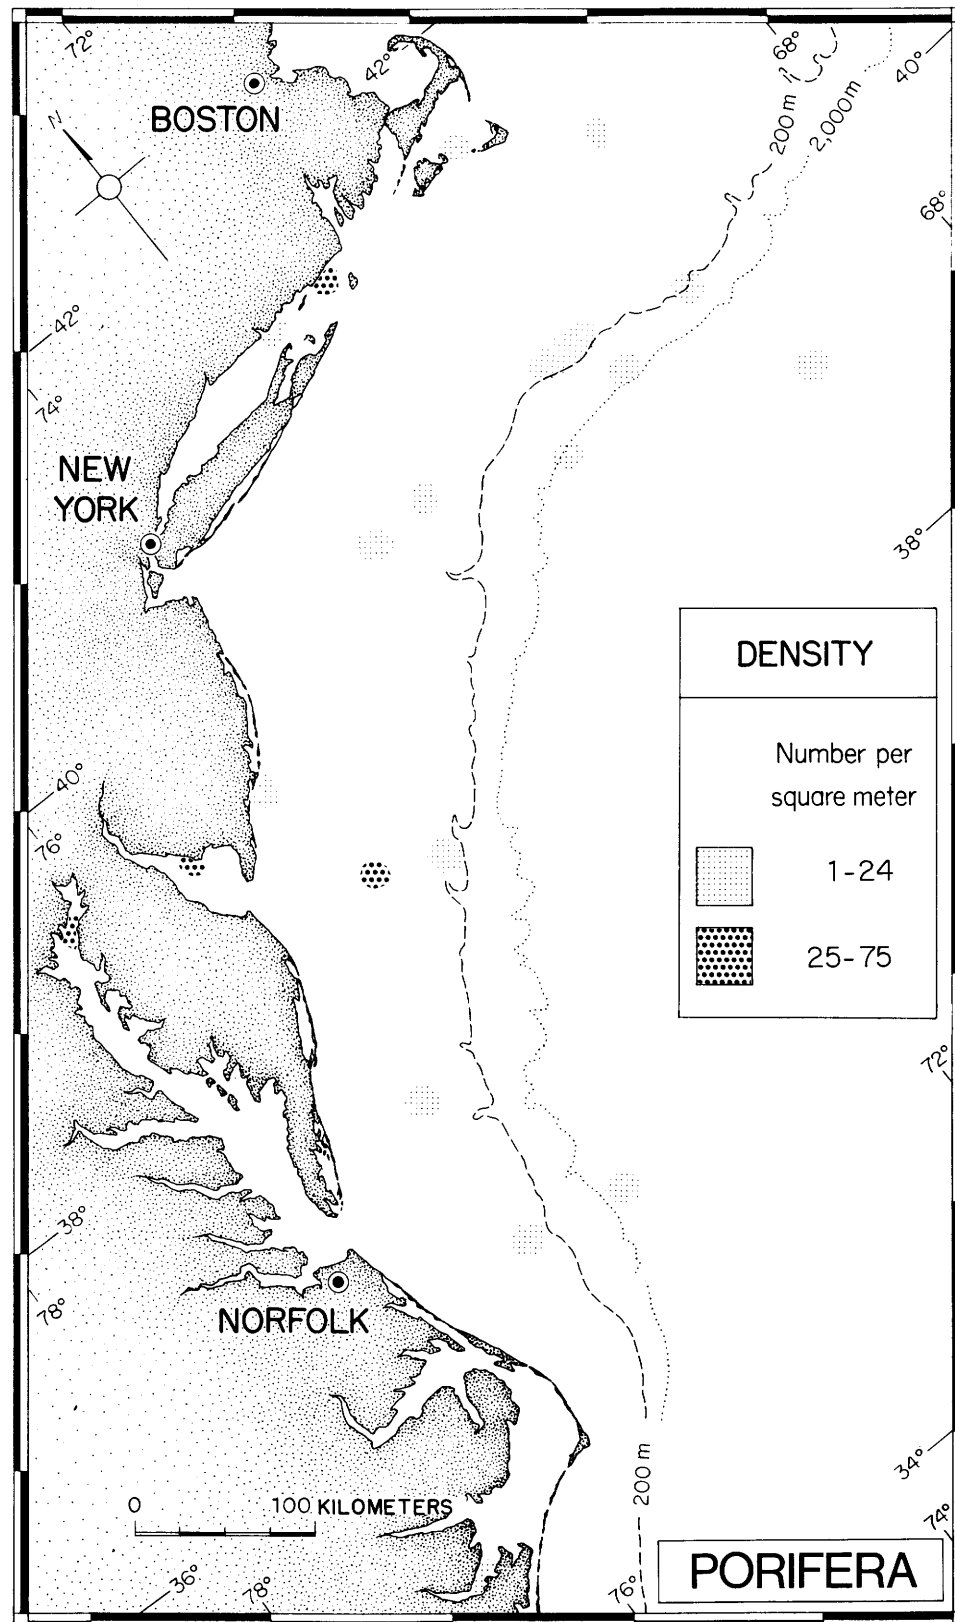 72°
42°
68°
40°
BOSTON
N
200 m
2,000m
68°
42°
74°
NEW
YORK
38°
DENSITY
Number per
square meter
1-24
25-75
40°
76°
72°
38°
78°
NORFOLK
34°
200 m
0 100 KILOMETERS
74°
PORIFERA
36°
78°
76°